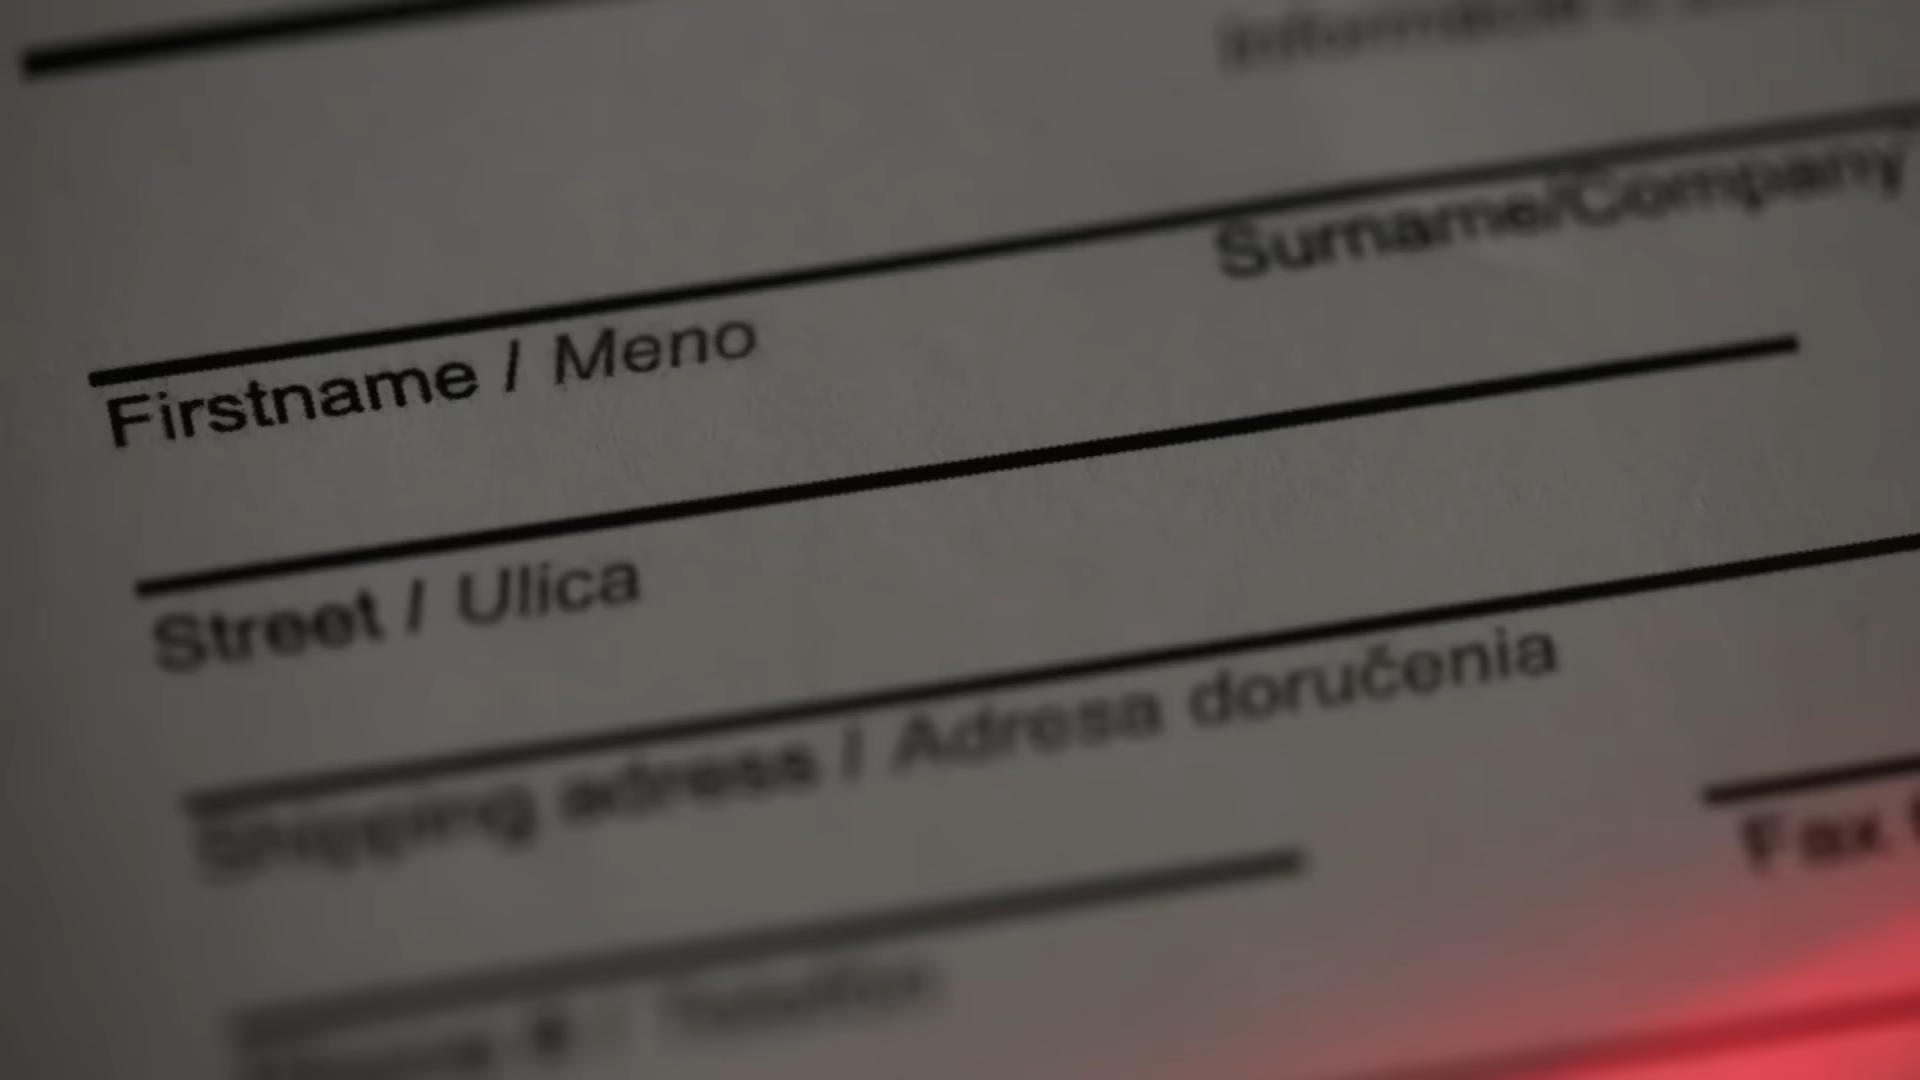 Surname/Company
Firstname / Meno
Street / Ulica
Shipping adress / Adresa doručenia
Fax